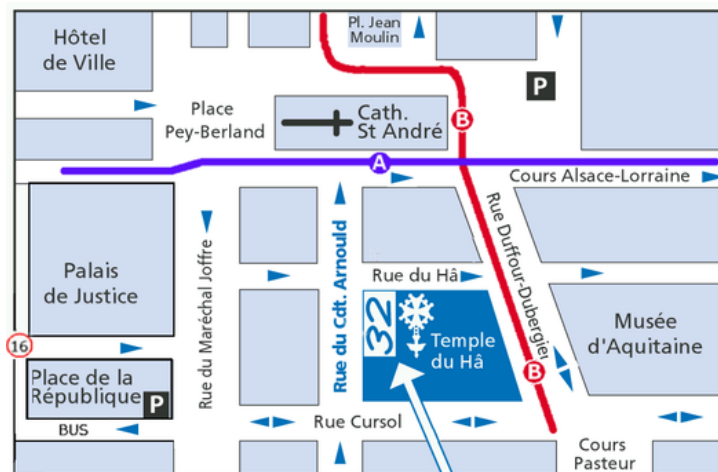 Hôtel
de Ville
Pl. Jean
Moulin
P
Place
Pey-Berland
Cath.
St André
B
A
Cours Alsace-Lorraine
Rue du Maréchal Joffre
Rue du Cdt. Arnould
Rue Duffour-Dubergier
Palais
de Justice
Rue du Hâ
32
Temple
du Hâ
Musée
d'Aquitaine
16
Place de la
République
P
B
BUS
Rue Cursol
Cours
Pasteur